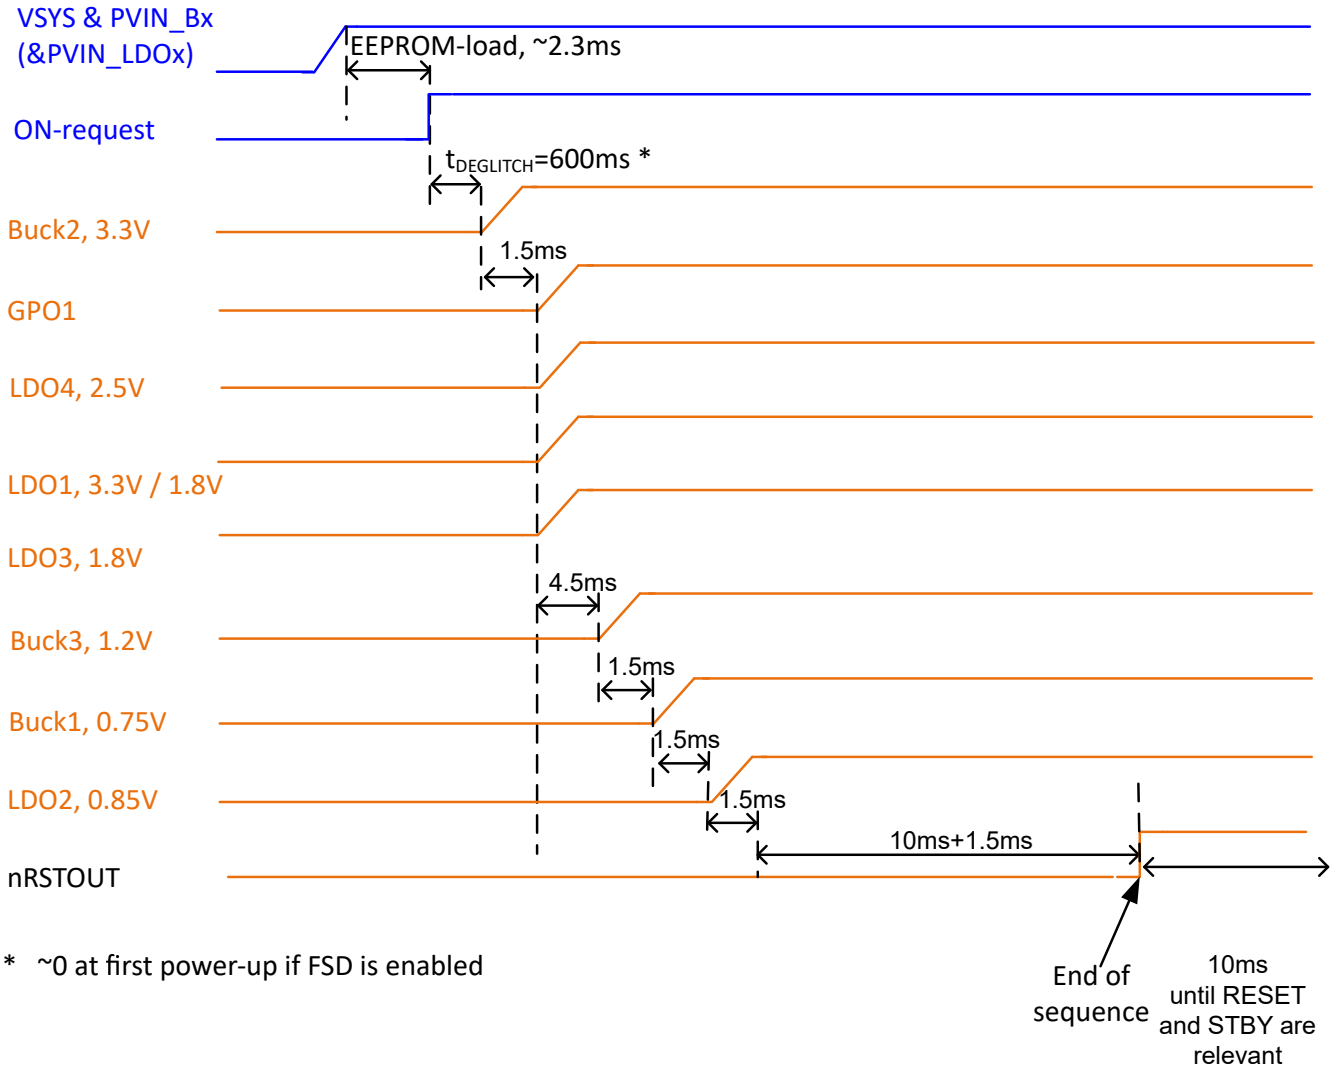 VSYS & PVIN_Bx
(&PVIN_LDOx)
EEPROM-load, ~2.3ms
ON-request
tDEGLITCH=600ms *
Buck2, 3.3V
1.5ms
GPO1
LDO4, 2.5V
LDO1, 3.3V / 1.8V
LDO3, 1.8V
4.5ms
Buck3, 1.2V
1.5ms
Buck1, 0.75V
1.5ms
LDO2, 0.85V
1.5ms
10ms+1.5ms
nRSTOUT
* ~0 at first power-up if FSD is enabled
End of
sequence
10ms
until RESET
and STBY are
relevant